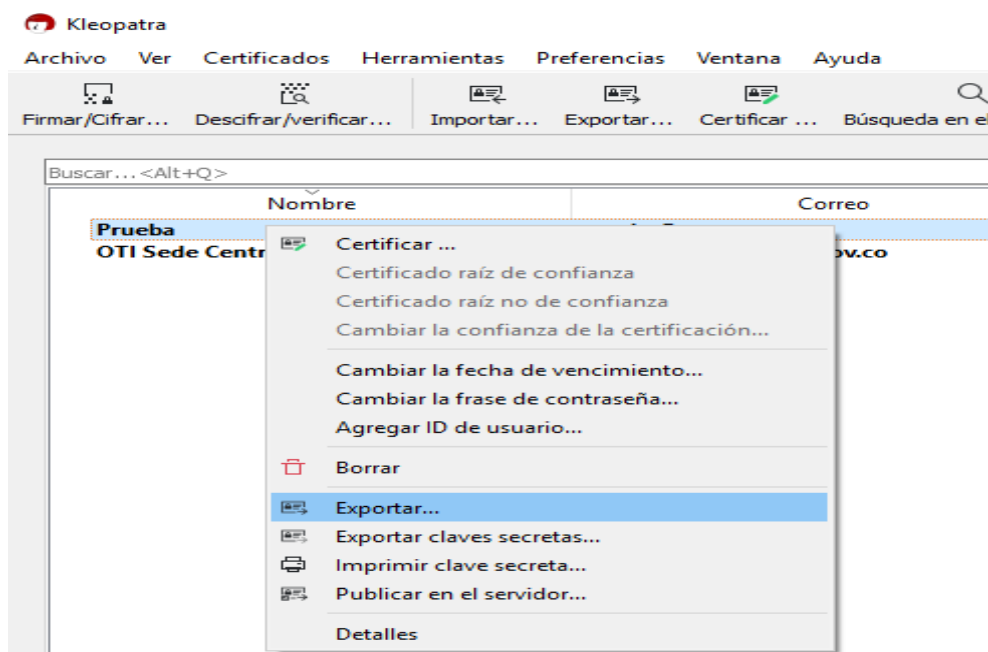 Kleopatra
Archivo Ver Certificados Herramientas Preferencias Ventana Ayuda
Firmar/Cifrar... Descifrar/verificar... Importar... Exportar... Certificar ... Búsqueda en el
Buscar...<Alt+Q>
Nombre Correo
Prueba
OTI Sede Centr ov.co
Certificar ...
Certificado raíz de confianza
Certificado raíz no de confianza
Cambiar la confianza de la certificación...
Cambiar la fecha de vencimiento...
Cambiar la frase de contraseña...
Agregar ID de usuario...
Borrar
Exportar...
Exportar claves secretas...
Imprimir clave secreta...
Publicar en el servidor...
Detalles